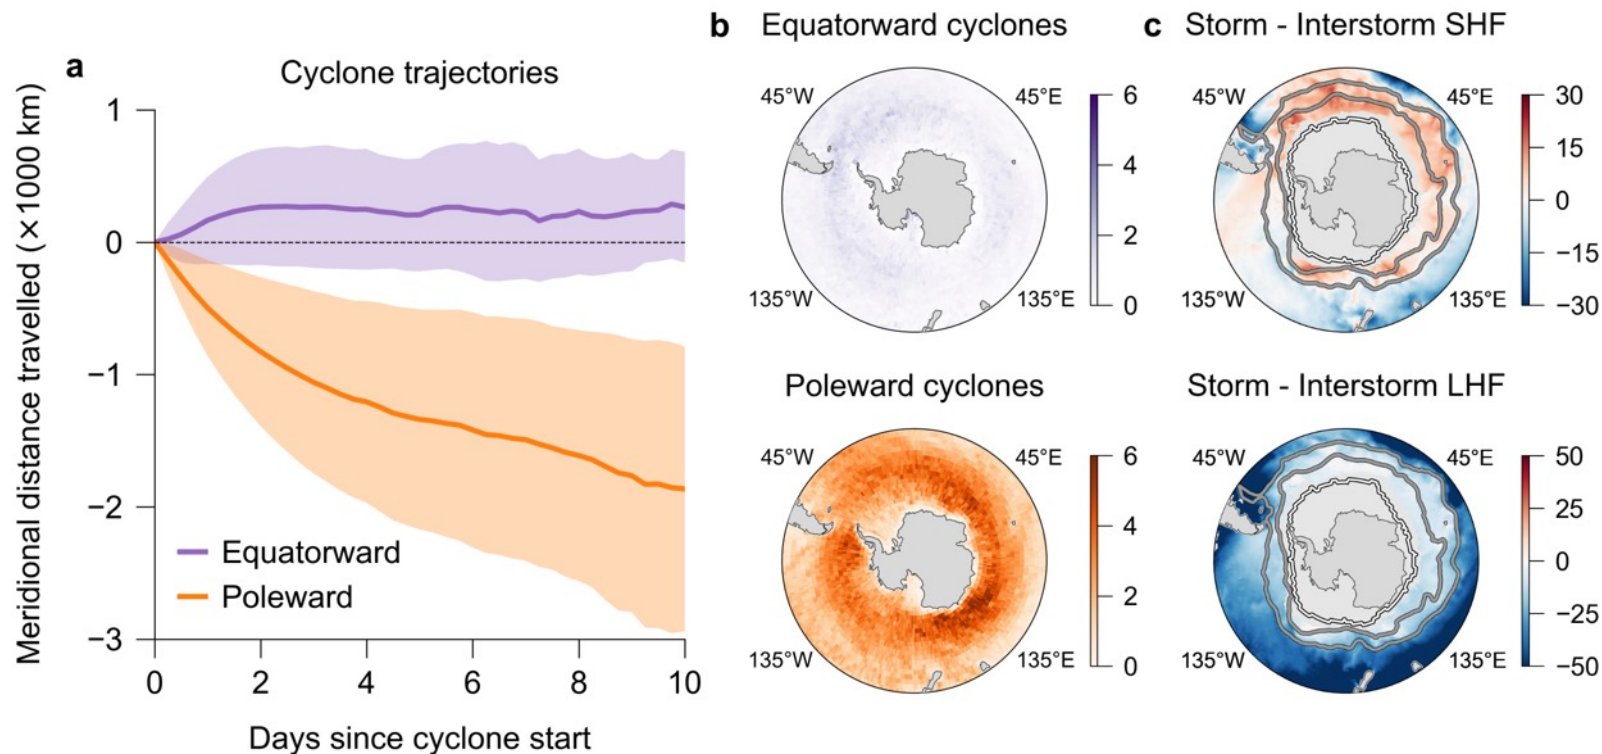 a
Cyclone trajectories
Meridional distance travelled (×1000 km)
1
0
−1
−2
−3
Equatorward
Poleward
0 2 4 6 8 10
Days since cyclone start
b Equatorward cyclones
45°W 45°E
135°W 135°E
6
4
2
0
Poleward cyclones
45°W 45°E
135°W 135°E
6
4
2
0
c Storm - Interstorm SHF
45°W 45°E
135°W 135°E
30
15
0
−15
−30
Storm - Interstorm LHF
45°W 45°E
135°W 135°E
50
25
0
−25
−50